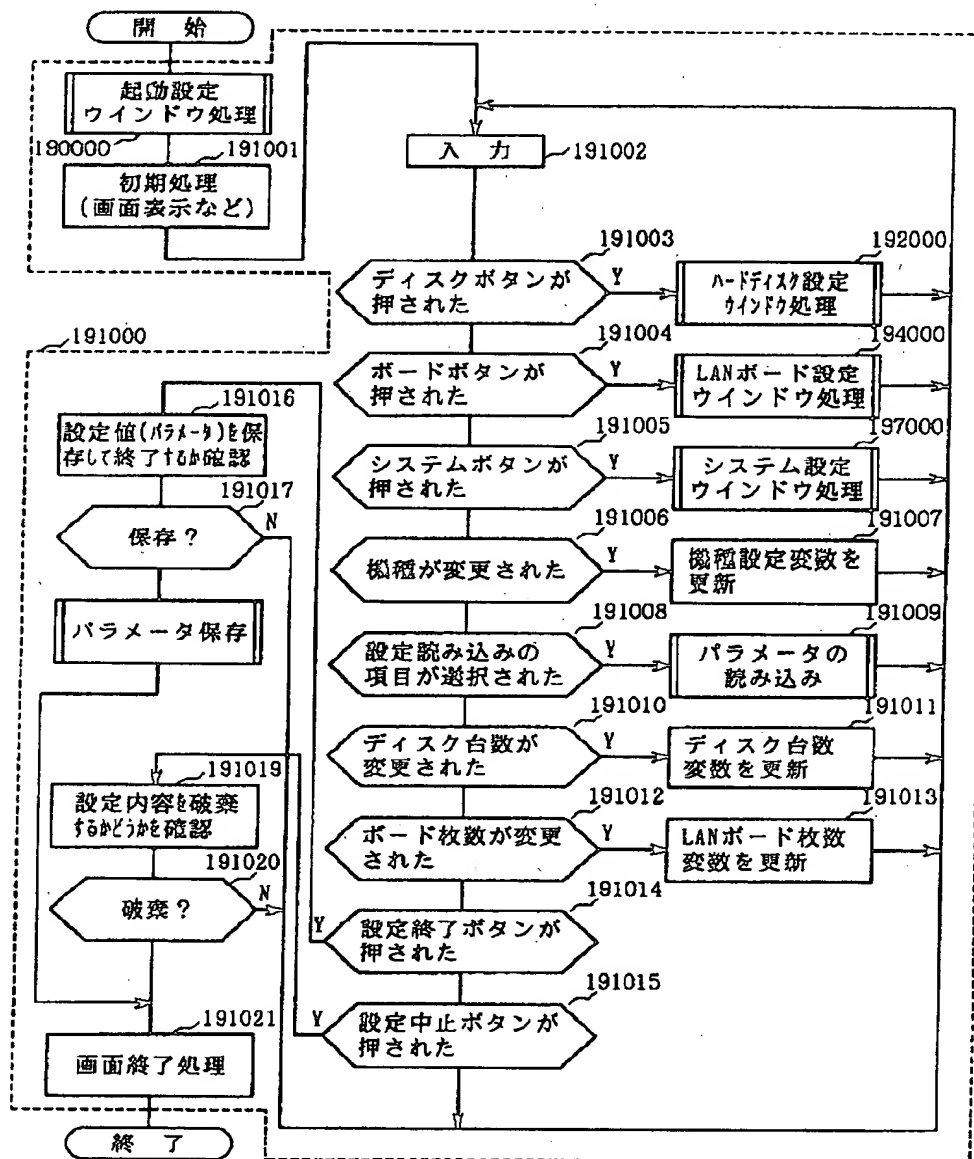 開始
起動設定
ウインドウ処理
190000
191001
初期処理
(画面表示など)
入力
191002
191003
ディスクボタンが
押された
Y
192000
ハードディスク設定
ウインドウ処理
191004
ボードボタンが
押された
Y
194000
LANボード設定
ウインドウ処理
191005
システムボタンが
押された
Y
197000
システム設定
ウインドウ処理
191006
機種が変更された
Y
191007
機種設定変数を
更新
191008
設定読み込みの
項目が選択された
Y
191009
パラメータの
読み込み
191010
ディスク台数が
変更された
Y
191011
ディスク台数
変数を更新
191012
ボード枚数が変更
された
Y
191013
LANボード枚数
変数を更新
191014
設定終了ボタンが
押された
Y
191015
設定中止ボタンが
押された
Y
191000
191016
設定値(パラメータ)を保
存して終了するか確認
191017
保存?
N
パラメータ保存
191019
設定内容を破棄
するかどうかを確認
191020
破棄?
N
191021
画面終了処理
終了